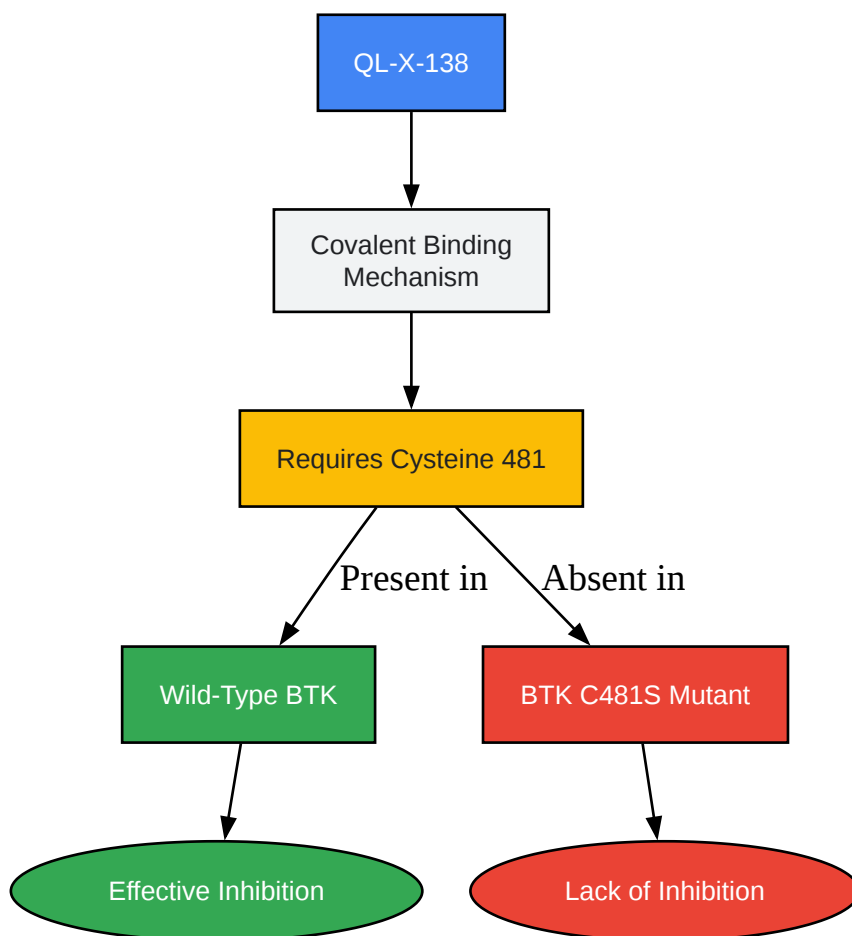 QL-X-138
Covalent Binding
Mechanism
Requires Cysteine 481
Present in
Absent in
Wild-Type BTK
BTK C481S Mutant
Effective Inhibition
Lack of Inhibition